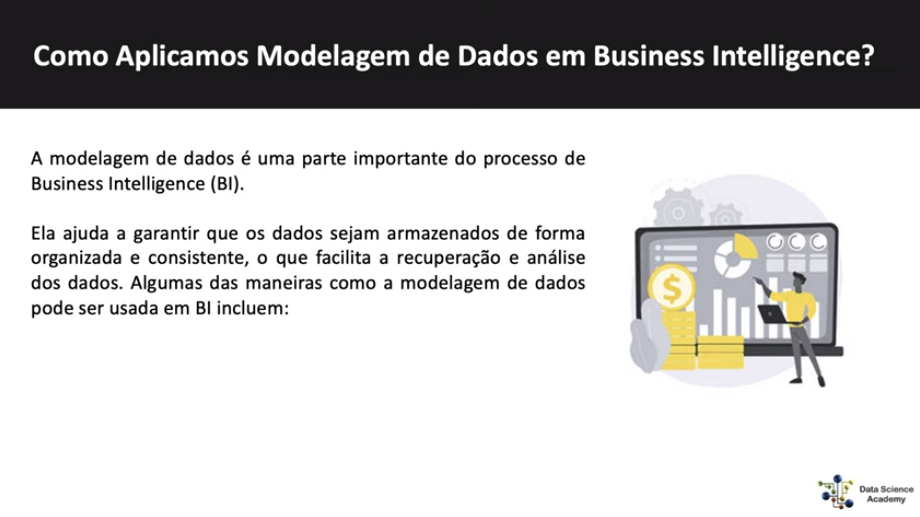 Como Aplicamos Modelagem de Dados em Business Intelligence?
A modelagem de dados é uma parte importante do processo de
Business Intelligence (BI).
Ela ajuda a garantir que os dados sejam armazenados de forma
organizada e consistente, o que facilita a recuperação e análise
dos dados. Algumas das maneiras como a modelagem de dados
pode ser usada em BI incluem:
$
Data Science
Academy